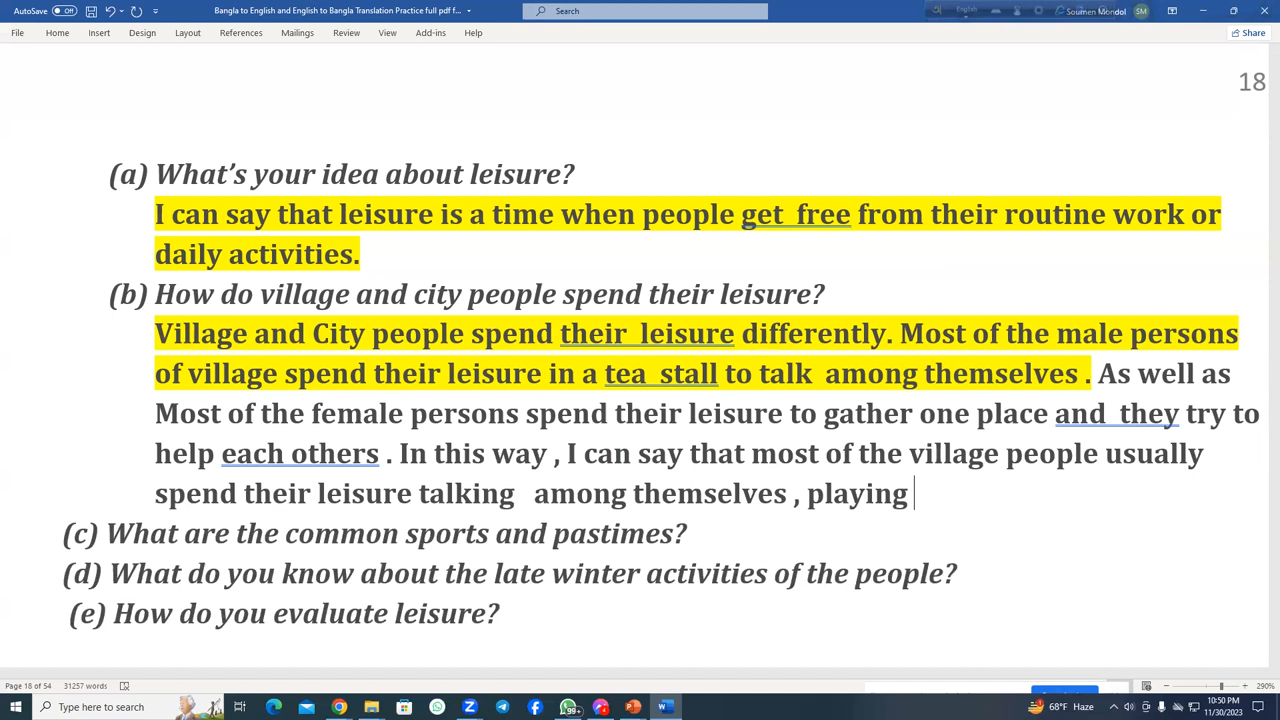 AutoSave Off Bangla to English and English to Bangla Translation Practice full pdf f... Search Soumen Mondol SM
File Home Insert Design Layout References Mailings Review View Add-ins Help Share
18
(a) What's your idea about leisure?
I can say that leisure is a time when people get free from their routine work or
daily activities.
(b) How do village and city people spend their leisure?
Village and City people spend their leisure differently. Most of the male persons
of village spend their leisure in a tea stall to talk among themselves . As well as
Most of the female persons spend their leisure to gather one place and they try to
help each others . In this way , I can say that most of the village people usually
spend their leisure talking among themselves , playing
(c) What are the common sports and pastimes?
(d) What do you know about the late winter activities of the people?
(e) How do you evaluate leisure?
Page 18 of 54 31257 words 290%
Type here to search 99+ 68°F Haze 10:50 PM
11/30/2023